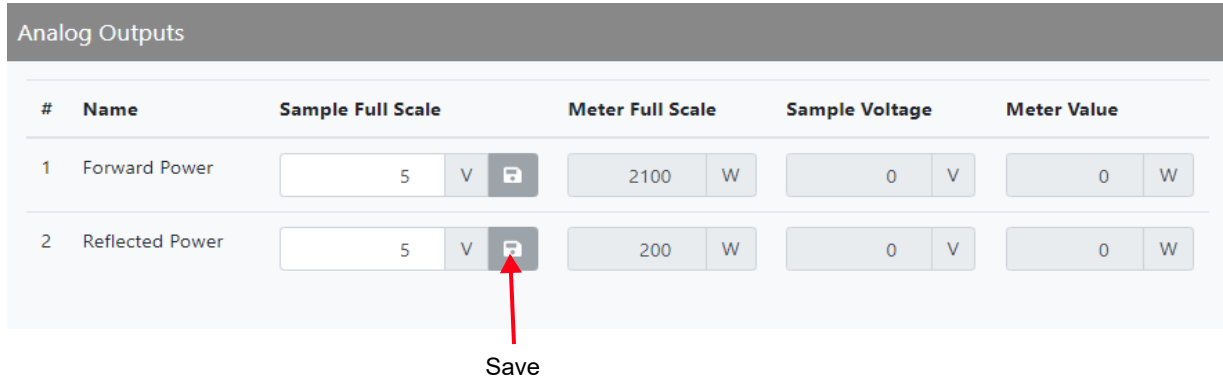 Analog Outputs
# Name Sample Full Scale Meter Full Scale Sample Voltage Meter Value
1 Forward Power 5 V 2100 W 0 V 0 W
2 Reflected Power 5 V 200 W 0 V 0 W
Save